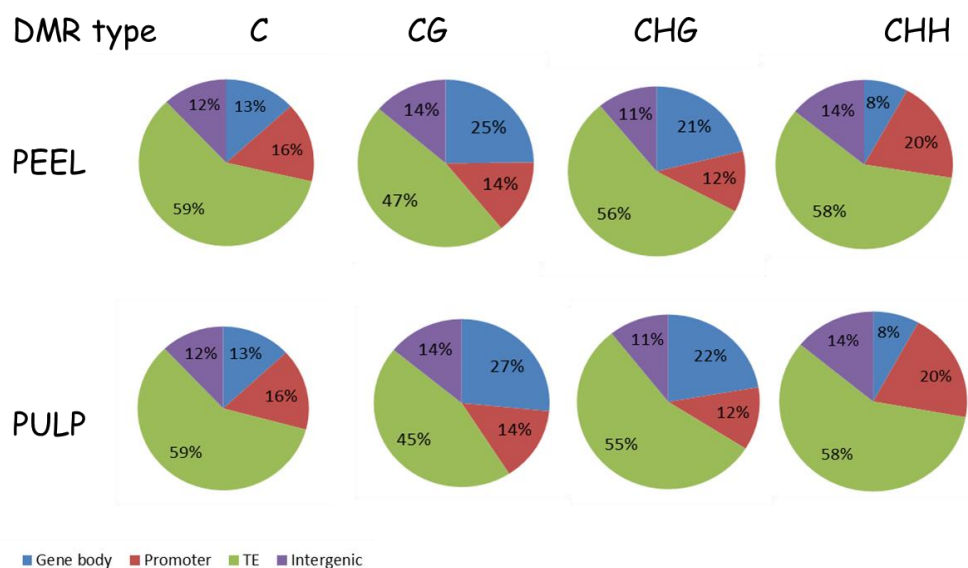 DMR type C CG CHG CHH
PEEL
12% 13% 16% 59%
14% 25% 14% 47%
11% 21% 12% 56%
14% 8% 20% 58%
PULP
12% 13% 16% 59%
14% 27% 14% 45%
11% 22% 12% 55%
14% 8% 20% 58%
Gene body Promoter TE Intergenic